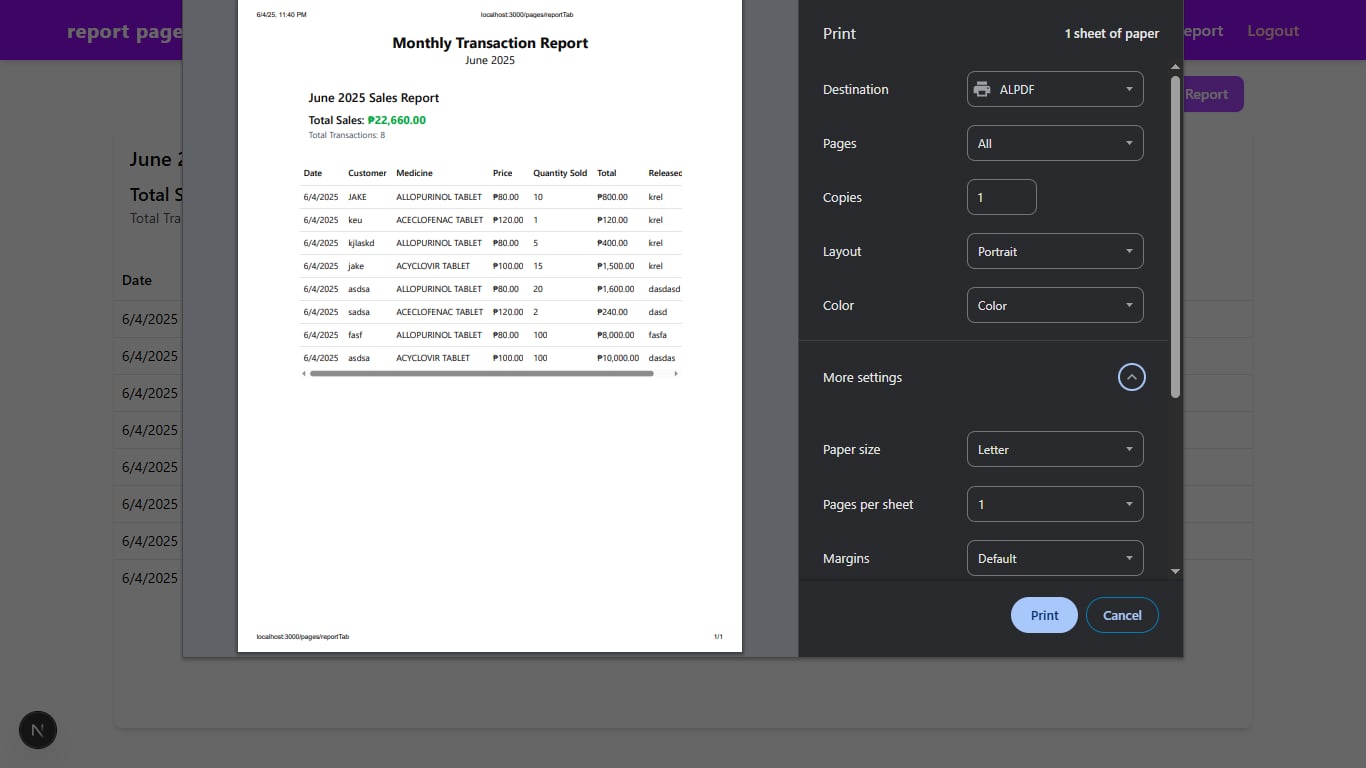 report page
eport Logout
Report
June 2
Total S
Total Tra
Date
6/4/2025
6/4/2025
6/4/2025
6/4/2025
6/4/2025
6/4/2025
6/4/2025
6/4/2025
N
6/4/25, 11:40 PM localhost:3000/pages/reportTab
Monthly Transaction Report
June 2025
June 2025 Sales Report
Total Sales: ₱22,660.00
Total Transactions: 8
Date Customer Medicine Price Quantity Sold Total Released
6/4/2025 JAKE ALLOPURINOL TABLET ₱80.00 10 ₱800.00 krel
6/4/2025 keu ACECLOFENAC TABLET ₱120.00 1 ₱120.00 krel
6/4/2025 kjlaskd ALLOPURINOL TABLET ₱80.00 5 ₱400.00 krel
6/4/2025 jake ACYCLOVIR TABLET ₱100.00 15 ₱1,500.00 krel
6/4/2025 asdsa ALLOPURINOL TABLET ₱80.00 20 ₱1,600.00 dasdasd
6/4/2025 sadsa ACECLOFENAC TABLET ₱120.00 2 ₱240.00 dasd
6/4/2025 fasf ALLOPURINOL TABLET ₱80.00 100 ₱8,000.00 fasfa
6/4/2025 asdsa ACYCLOVIR TABLET ₱100.00 100 ₱10,000.00 dasdas
localhost:3000/pages/reportTab 1/1
Print 1 sheet of paper
Destination ALPDF
Pages All
Copies 1
Layout Portrait
Color Color
More settings
Paper size Letter
Pages per sheet 1
Margins Default
Print Cancel